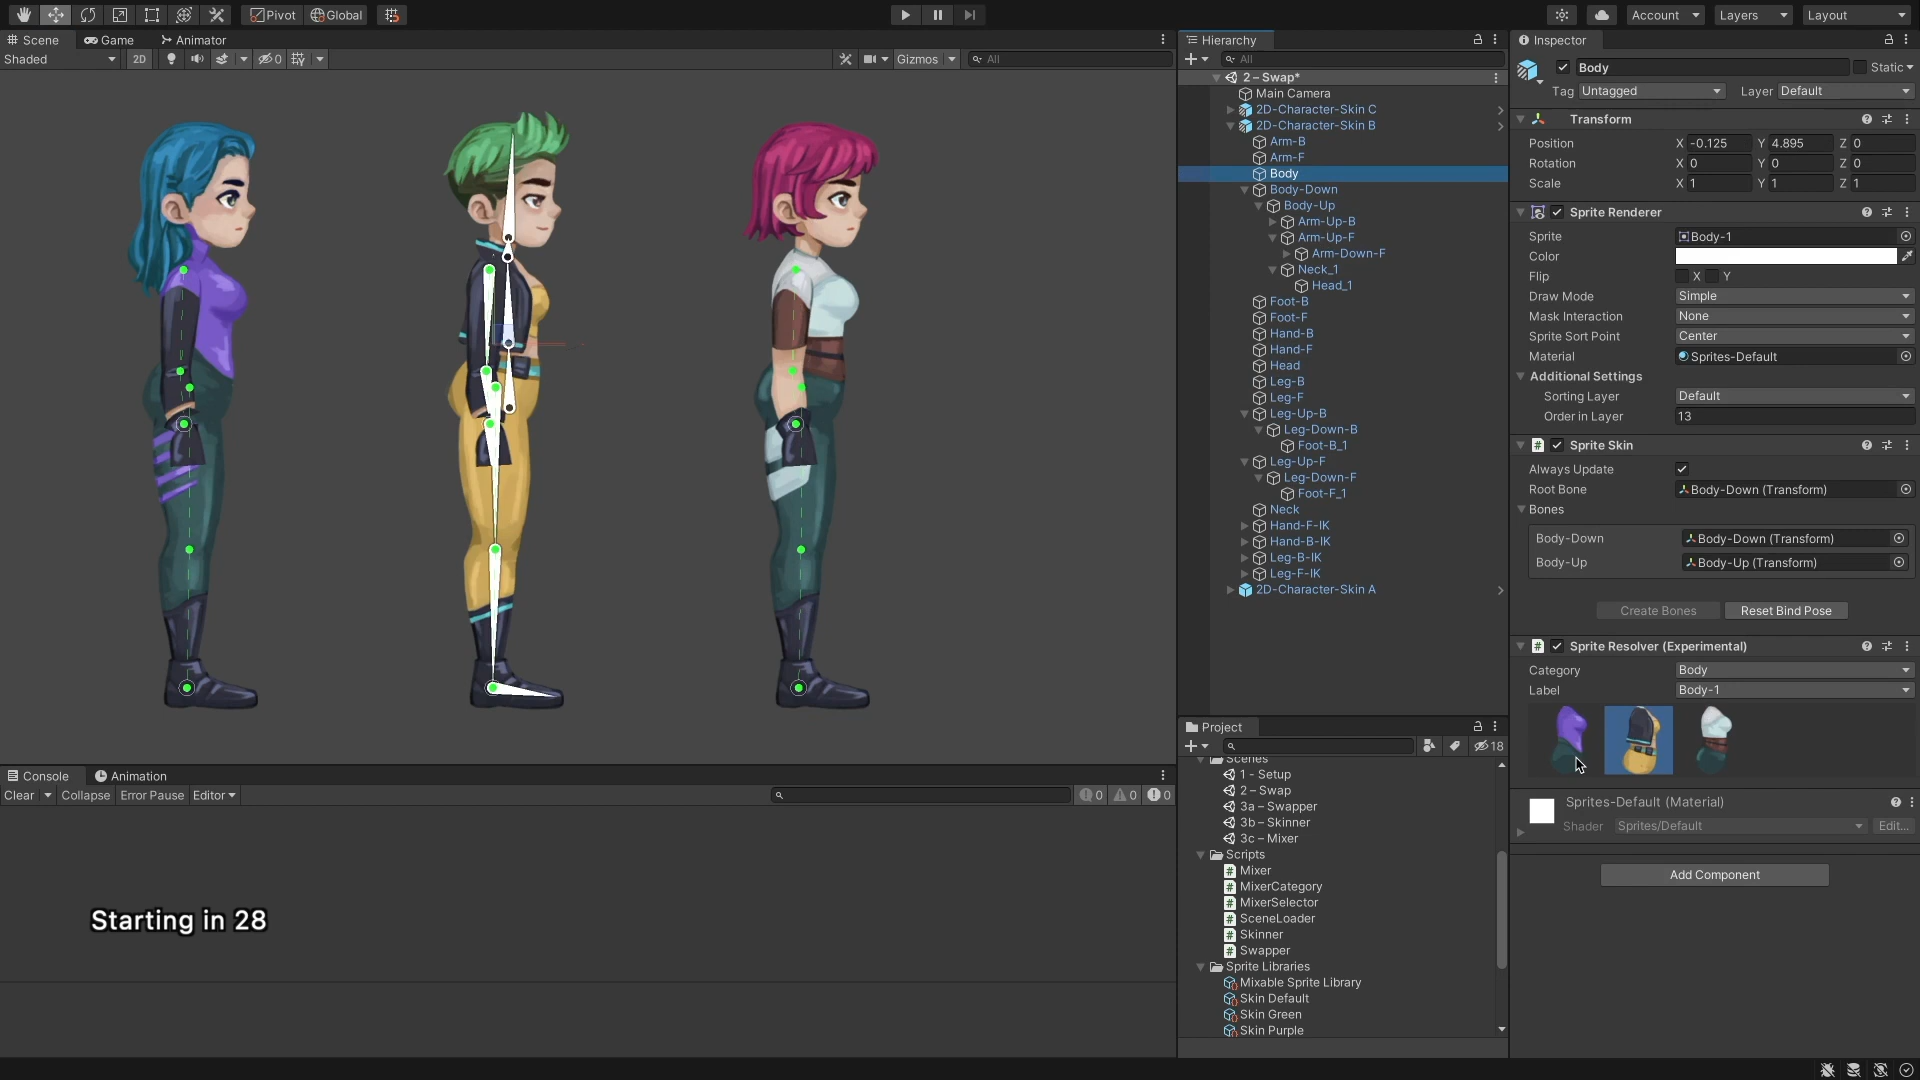 Pivot Global Account Layers Layout
Scene Game Animator
Shaded 2D 0 Gizmos All
Hierarchy
All
2 – Swap*
Main Camera
2D-Character-Skin C
2D-Character-Skin B
Arm-B
Arm-F
Body
Body-Down
Body-Up
Arm-Up-B
Arm-Up-F
Arm-Down-F
Neck_1
Head_1
Foot-B
Foot-F
Hand-B
Hand-F
Head
Leg-B
Leg-F
Leg-Up-B
Leg-Down-B
Foot-B_1
Leg-Up-F
Leg-Down-F
Foot-F_1
Neck
Hand-F-IK
Hand-B-IK
Leg-B-IK
Leg-F-IK
2D-Character-Skin A
Inspector
Body Static
Tag Untagged Layer Default
Transform
Position X -0.125 Y 4.895 Z 0
Rotation X 0 Y 0 Z 0
Scale X 1 Y 1 Z 1
Sprite Renderer
Sprite Body-1
Color
Flip X Y
Draw Mode Simple
Mask Interaction None
Sprite Sort Point Center
Material Sprites-Default
Additional Settings
Sorting Layer Default
Order in Layer 13
Sprite Skin
Always Update
Root Bone Body-Down (Transform)
Bones
Body-Down Body-Down (Transform)
Body-Up Body-Up (Transform)
Create Bones Reset Bind Pose
Sprite Resolver (Experimental)
Category Body
Label Body-1
Sprites-Default (Material)
Shader Sprites/Default Edit...
Add Component
Project
18
Scenes
1 - Setup
2 – Swap
3a – Swapper
3b – Skinner
3c – Mixer
Scripts
Mixer
MixerCategory
MixerSelector
SceneLoader
Skinner
Swapper
Sprite Libraries
Mixable Sprite Library
Skin Default
Skin Green
Skin Purple
Console Animation
Clear Collapse Error Pause Editor 0 0 0
Starting in 28